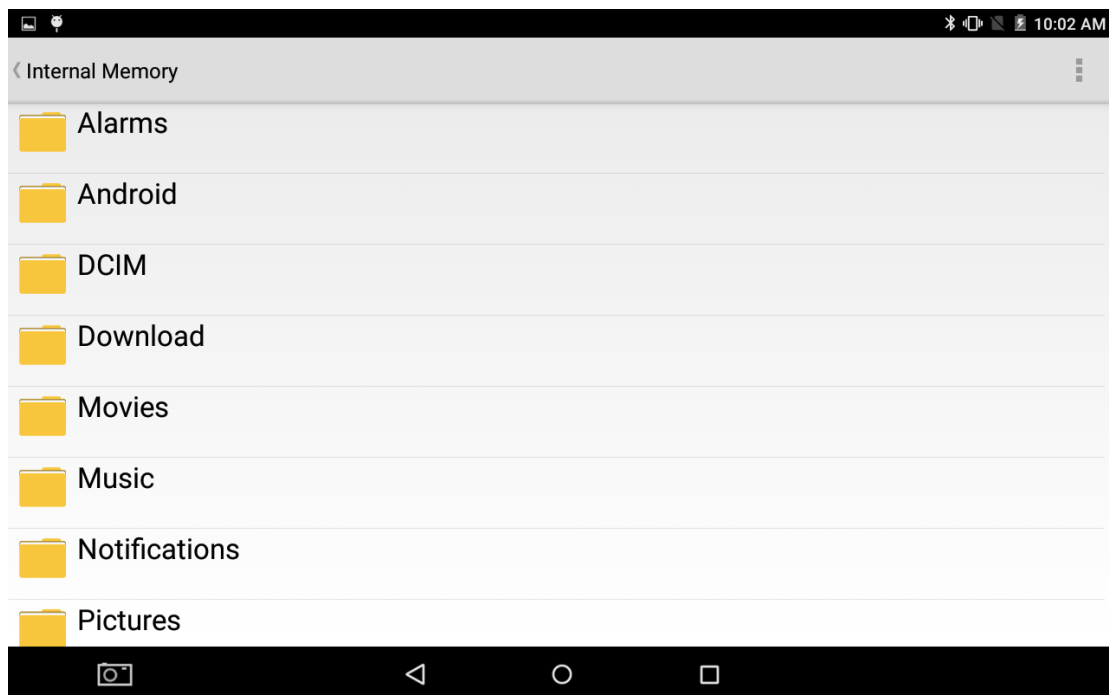 10:02 AM
Internal Memory
Alarms
Android
DCIM
Download
Movies
Music
Notifications
Pictures